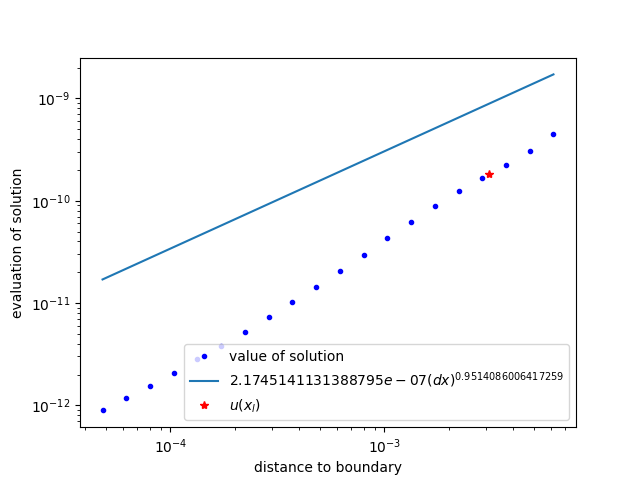 10⁻⁹
10⁻¹⁰
10⁻¹¹
10⁻¹²
evaluation of solution
value of solution
2.1745141131388795e − 07(dx)^0.9514086006417259
u(x_l)
10⁻⁴
10⁻³
distance to boundary